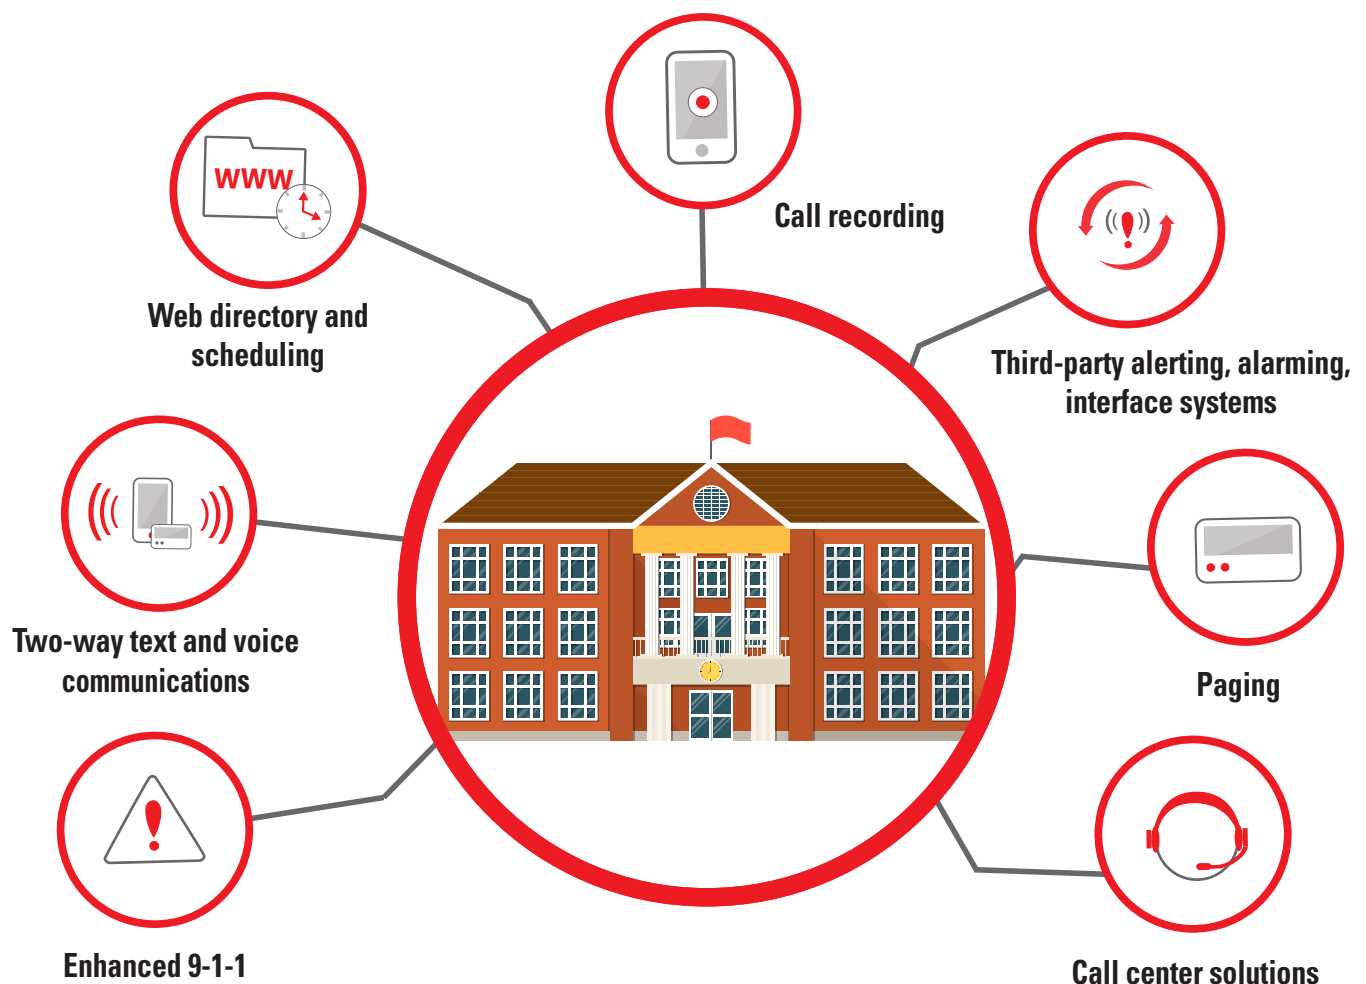 WWW
Call recording
Web directory and
scheduling
Third-party alerting, alarming,
interface systems
Two-way text and voice
communications
Paging
Enhanced 9-1-1
Call center solutions